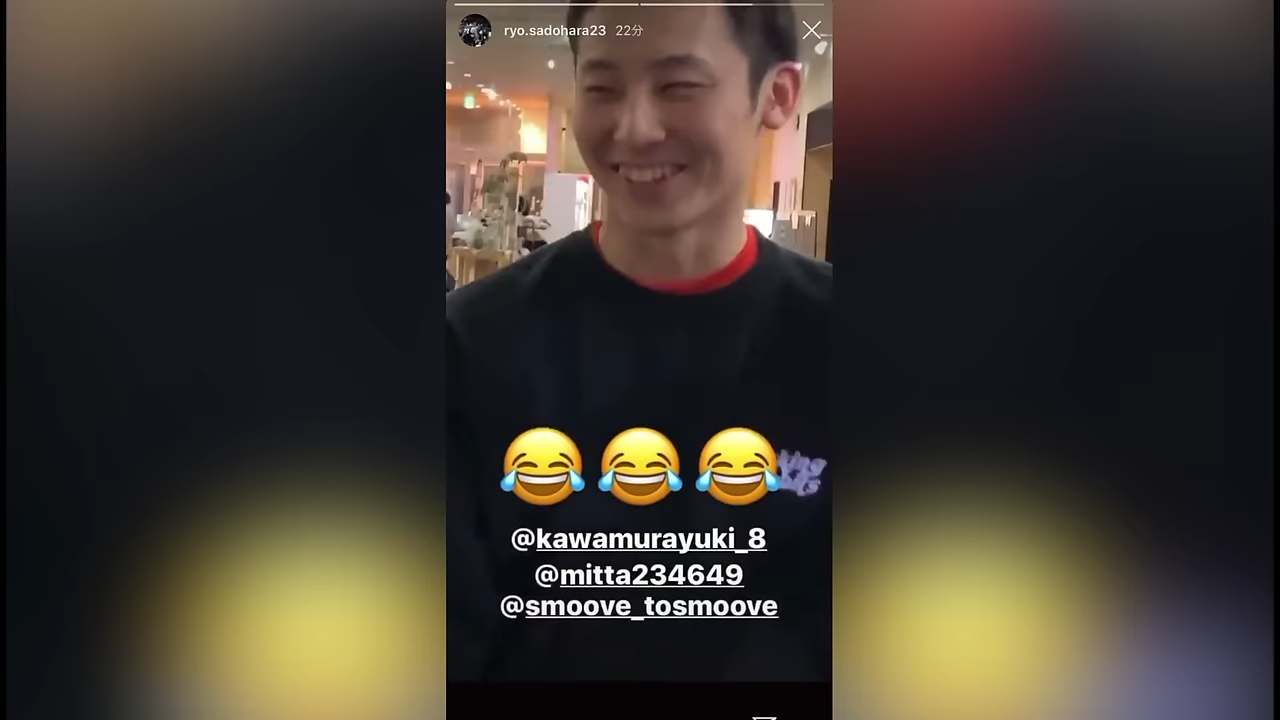 ryo.sadohara23 22分
@kawamurayuki_8
@mitta234649
@smoove_tosmoove